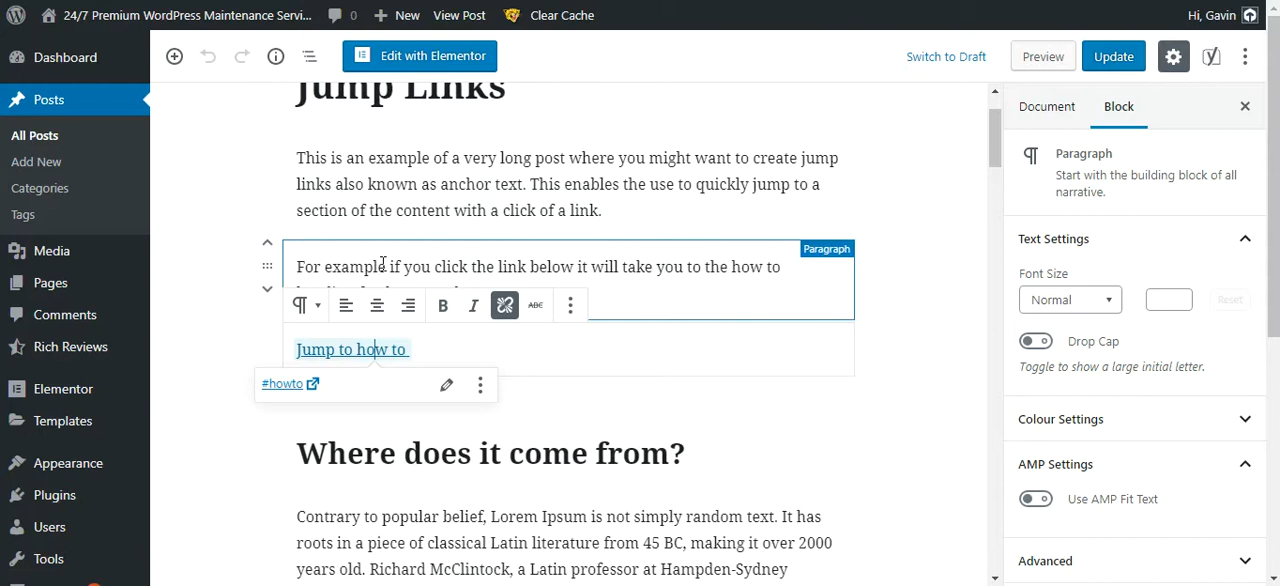 24/7 Premium WordPress Maintenance Servi...
0
New
View Post
Clear Cache
Hi, Gavin
Dashboard
Posts
All Posts
Add New
Categories
Tags
Media
Pages
Comments
Rich Reviews
Elementor
Templates
Appearance
Plugins
Users
Tools
Edit with Elementor
Switch to Draft
Preview
Update
Jump Links
This is an example of a very long post where you might want to create jump
links also known as anchor text. This enables the use to quickly jump to a
section of the content with a click of a link.
Paragraph
For example if you click the link below it will take you to the how to
B
I
ABC
Jump to how to
#howto
Where does it come from?
Contrary to popular belief, Lorem Ipsum is not simply random text. It has
roots in a piece of classical Latin literature from 45 BC, making it over 2000
years old. Richard McClintock, a Latin professor at Hampden-Sydney
Document
Block
Paragraph
Start with the building block of all
narrative.
Text Settings
Font Size
Normal
Reset
Drop Cap
Toggle to show a large initial letter.
Colour Settings
AMP Settings
Use AMP Fit Text
Advanced